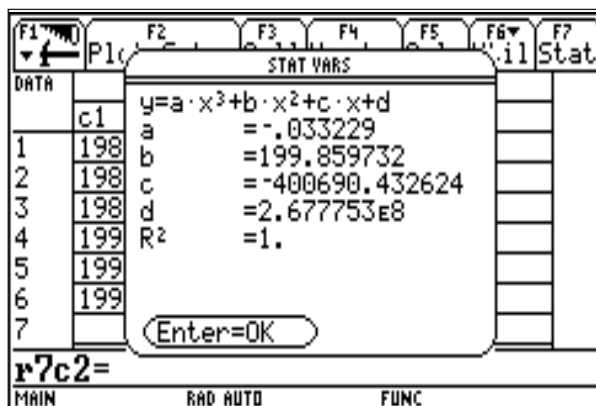 F1 F2 F3 F4 F5 F6▼ F7
Stat
STAT VARS
DATA
y=a·x³+b·x²+c·x+d
c1
a =-.033229
1 198
b =199.859732
2 198
c =-400690.432624
3 198
d =2.677753E8
4 199
R² =1.
5 199
6 199
7
Enter=OK
r7c2=
MAIN RAD AUTO FUNC